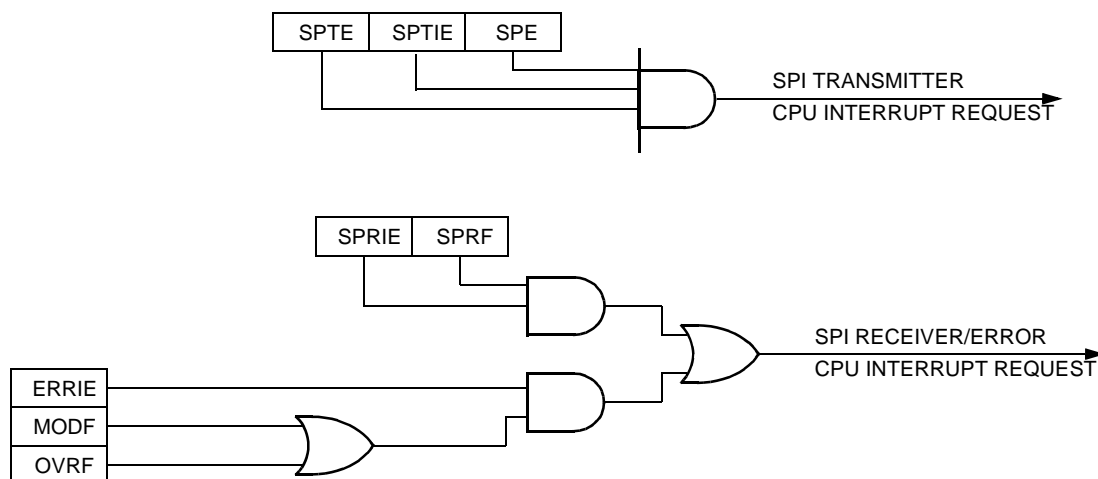 SPTE SPTIE SPE
SPI TRANSMITTER
CPU INTERRUPT REQUEST
SPRIE SPRF
SPI RECEIVER/ERROR
CPU INTERRUPT REQUEST
ERRIE
MODF
OVRF